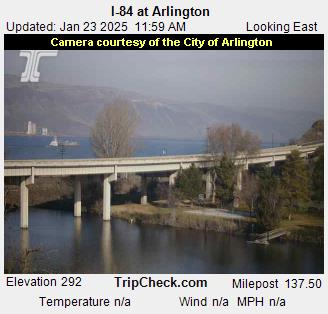 I-84 at Arlington
Updated: Jan 23 2025 11:59 AM Looking East
Camera courtesy of the City of Arlington
Elevation 292 TripCheck.com Milepost 137.50
Temperature n/a Wind n/a MPH n/a